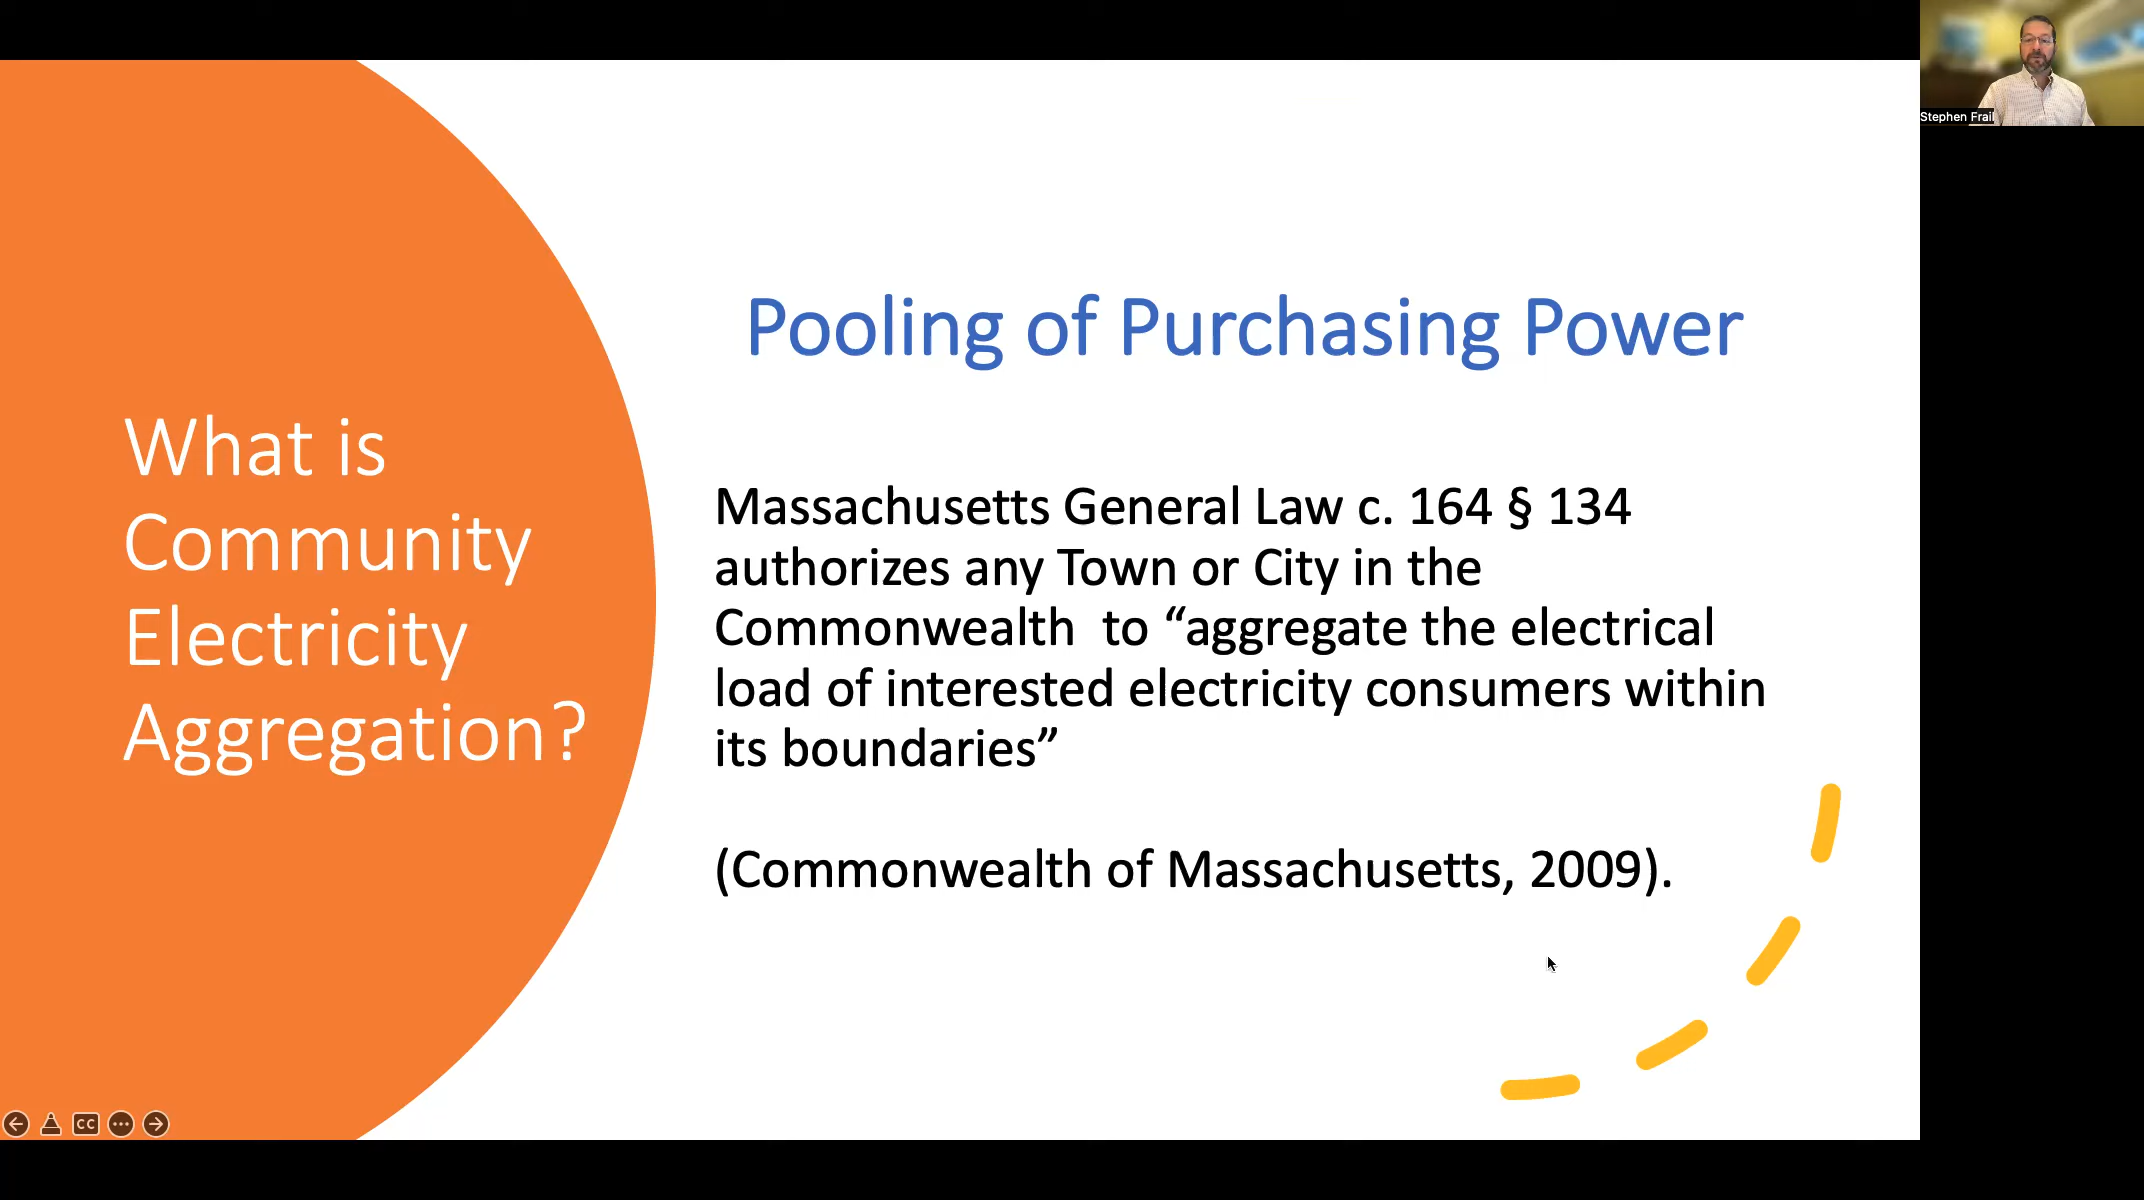 Stephen Frail
What is
Community
Electricity
Aggregation?
Pooling of Purchasing Power
Massachusetts General Law c. 164 § 134
authorizes any Town or City in the
Commonwealth  to “aggregate the electrical
load of interested electricity consumers within
its boundaries”
(Commonwealth of Massachusetts, 2009).
CC